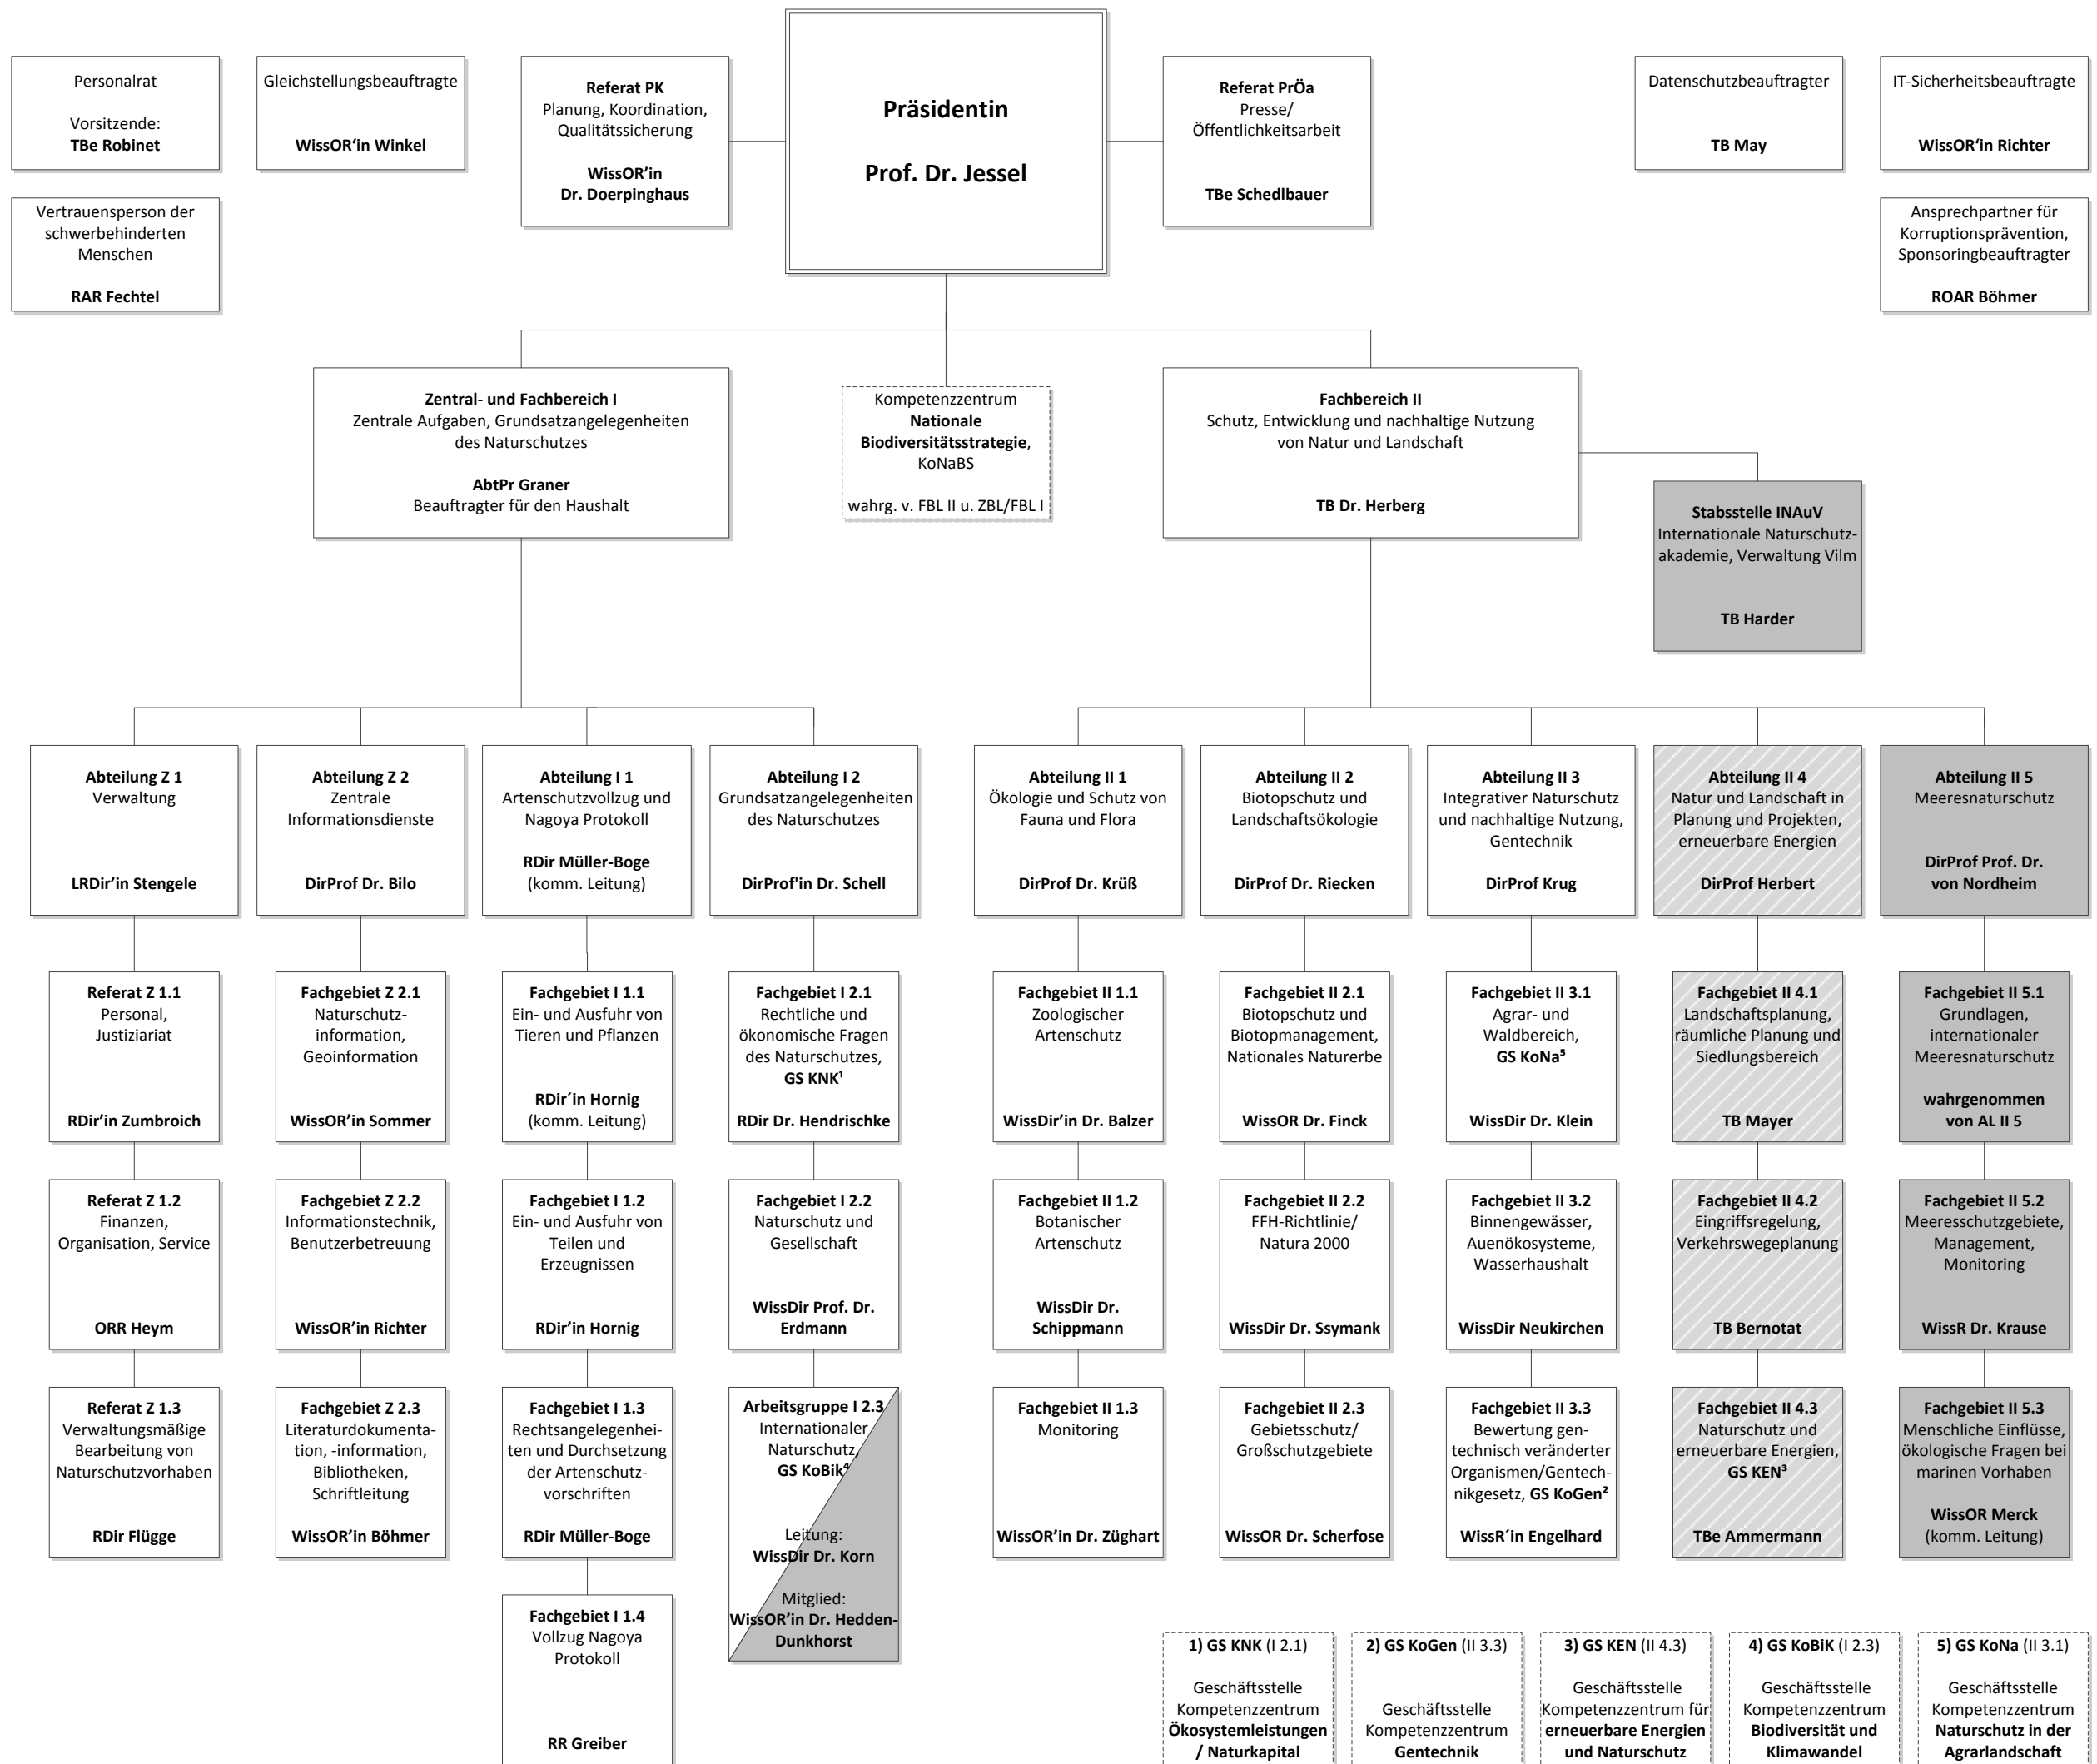 Personalrat
Vorsitzende:
TBe Robinet
Gleichstellungsbeauftragte
WissOR‘in Winkel
Referat PK
Planung, Koordination,
Qualitätssicherung
WissOR’in
Dr. Doerpinghaus
Präsidentin
Prof. Dr. Jessel
Referat PrÖa
Presse/
Öffentlichkeitsarbeit
TBe Schedlbauer
Datenschutzbeauftragter
TB May
IT-Sicherheitsbeauftragte
WissOR‘in Richter
Vertrauensperson der
schwerbehinderten
Menschen
RAR Fechtel
Ansprechpartner für
Korruptionsprävention,
Sponsoringbeauftragter
ROAR Böhmer
Zentral- und Fachbereich I
Zentrale Aufgaben, Grundsatzangelegenheiten
des Naturschutzes
AbtPr Graner
Beauftragter für den Haushalt
Kompetenzzentrum
Nationale
Biodiversitätsstrategie,
KoNaBS
wahrg. v. FBL II u. ZBL/FBL I
Fachbereich II
Schutz, Entwicklung und nachhaltige Nutzung
von Natur und Landschaft
TB Dr. Herberg
Stabsstelle INAuV
Internationale Naturschutz-
akademie, Verwaltung Vilm
TB Harder
Abteilung Z 1
Verwaltung
LRDir’in Stengele
Abteilung Z 2
Zentrale
Informationsdienste
DirProf Dr. Bilo
Abteilung I 1
Artenschutzvollzug und
Nagoya Protokoll
RDir Müller-Boge
(komm. Leitung)
Abteilung I 2
Grundsatzangelegenheiten
des Naturschutzes
DirProf'in Dr. Schell
Abteilung II 1
Ökologie und Schutz von
Fauna und Flora
DirProf Dr. Krüß
Abteilung II 2
Biotopschutz und
Landschaftsökologie
DirProf Dr. Riecken
Abteilung II 3
Integrativer Naturschutz
und nachhaltige Nutzung,
Gentechnik
DirProf Krug
Abteilung II 4
Natur und Landschaft in
Planung und Projekten,
erneuerbare Energien
DirProf Herbert
Abteilung II 5
Meeresnaturschutz
DirProf Prof. Dr.
von Nordheim
Referat Z 1.1
Personal,
Justiziariat
RDir’in Zumbroich
Fachgebiet Z 2.1
Naturschutz-
information,
Geoinformation
WissOR’in Sommer
Fachgebiet I 1.1
Ein- und Ausfuhr von
Tieren und Pflanzen
RDir´in Hornig
(komm. Leitung)
Fachgebiet I 2.1
Rechtliche und
ökonomische Fragen
des Naturschutzes,
GS KNK¹
RDir Dr. Hendrischke
Fachgebiet II 1.1
Zoologischer
Artenschutz
WissDir’in Dr. Balzer
Fachgebiet II 2.1
Biotopschutz und
Biotopmanagement,
Nationales Naturerbe
WissOR Dr. Finck
Fachgebiet II 3.1
Agrar- und
Waldbereich,
GS KoNa⁵
WissDir Dr. Klein
Fachgebiet II 4.1
Landschaftsplanung,
räumliche Planung und
Siedlungsbereich
TB Mayer
Fachgebiet II 5.1
Grundlagen,
internationaler
Meeresnaturschutz
wahrgenommen
von AL II 5
Referat Z 1.2
Finanzen,
Organisation, Service
ORR Heym
Fachgebiet Z 2.2
Informationstechnik,
Benutzerbetreuung
WissOR’in Richter
Fachgebiet I 1.2
Ein- und Ausfuhr von
Teilen und
Erzeugnissen
RDir’in Hornig
Fachgebiet I 2.2
Naturschutz und
Gesellschaft
WissDir Prof. Dr.
Erdmann
Fachgebiet II 1.2
Botanischer
Artenschutz
WissDir Dr.
Schippmann
Fachgebiet II 2.2
FFH-Richtlinie/
Natura 2000
WissDir Dr. Ssymank
Fachgebiet II 3.2
Binnengewässer,
Auenökosysteme,
Wasserhaushalt
WissDir Neukirchen
Fachgebiet II 4.2
Eingriffsregelung,
Verkehrswegeplanung
TB Bernotat
Fachgebiet II 5.2
Meeresschutzgebiete,
Management,
Monitoring
WissR Dr. Krause
Referat Z 1.3
Verwaltungsmäßige
Bearbeitung von
Naturschutzvorhaben
RDir Flügge
Fachgebiet Z 2.3
Literaturdokumenta-
tion, -information,
Bibliotheken,
Schriftleitung
WissOR’in Böhmer
Fachgebiet I 1.3
Rechtsangelegenhei-
ten und Durchsetzung
der Artenschutz-
vorschriften
RDir Müller-Boge
Arbeitsgruppe I 2.3
Internationaler
Naturschutz,
GS KoBik⁴
Leitung:
WissDir Dr. Korn
Mitglied:
WissOR’in Dr. Hedden-
Dunkhorst
Fachgebiet II 1.3
Monitoring
WissOR’in Dr. Züghart
Fachgebiet II 2.3
Gebietsschutz/
Großschutzgebiete
WissOR Dr. Scherfose
Fachgebiet II 3.3
Bewertung gen-
technisch veränderter
Organismen/Gentech-
nikgesetz, GS KoGen²
WissR´in Engelhard
Fachgebiet II 4.3
Naturschutz und
erneuerbare Energien,
GS KEN³
TBe Ammermann
Fachgebiet II 5.3
Menschliche Einflüsse,
ökologische Fragen bei
marinen Vorhaben
WissOR Merck
(komm. Leitung)
Fachgebiet I 1.4
Vollzug Nagoya
Protokoll
RR Greiber
1) GS KNK (I 2.1)
Geschäftsstelle
Kompetenzzentrum
Ökosystemleistungen
/ Naturkapital
2) GS KoGen (II 3.3)
Geschäftsstelle
Kompetenzzentrum
Gentechnik
3) GS KEN (II 4.3)
Geschäftsstelle
Kompetenzzentrum für
erneuerbare Energien
und Naturschutz
4) GS KoBiK (I 2.3)
Geschäftsstelle
Kompetenzzentrum
Biodiversität und
Klimawandel
5) GS KoNa (II 3.1)
Geschäftsstelle
Kompetenzzentrum
Naturschutz in der
Agrarlandschaft